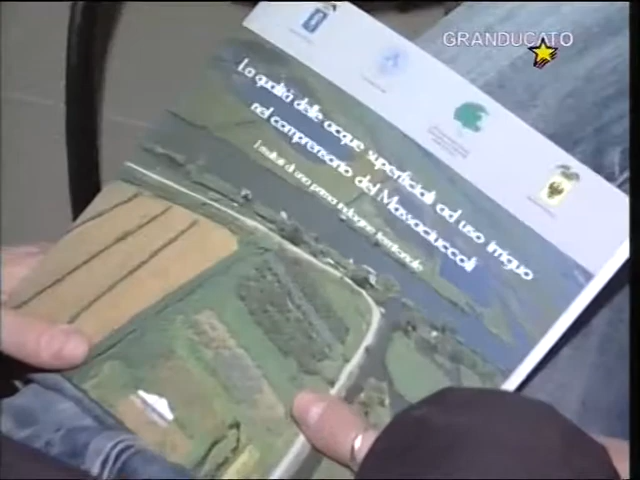 GRANDUCATO
La qualità delle acque superficiali ad uso irriguo
nel comprensorio del Massaciuccoli
I risultati di una prima indagine territoriale